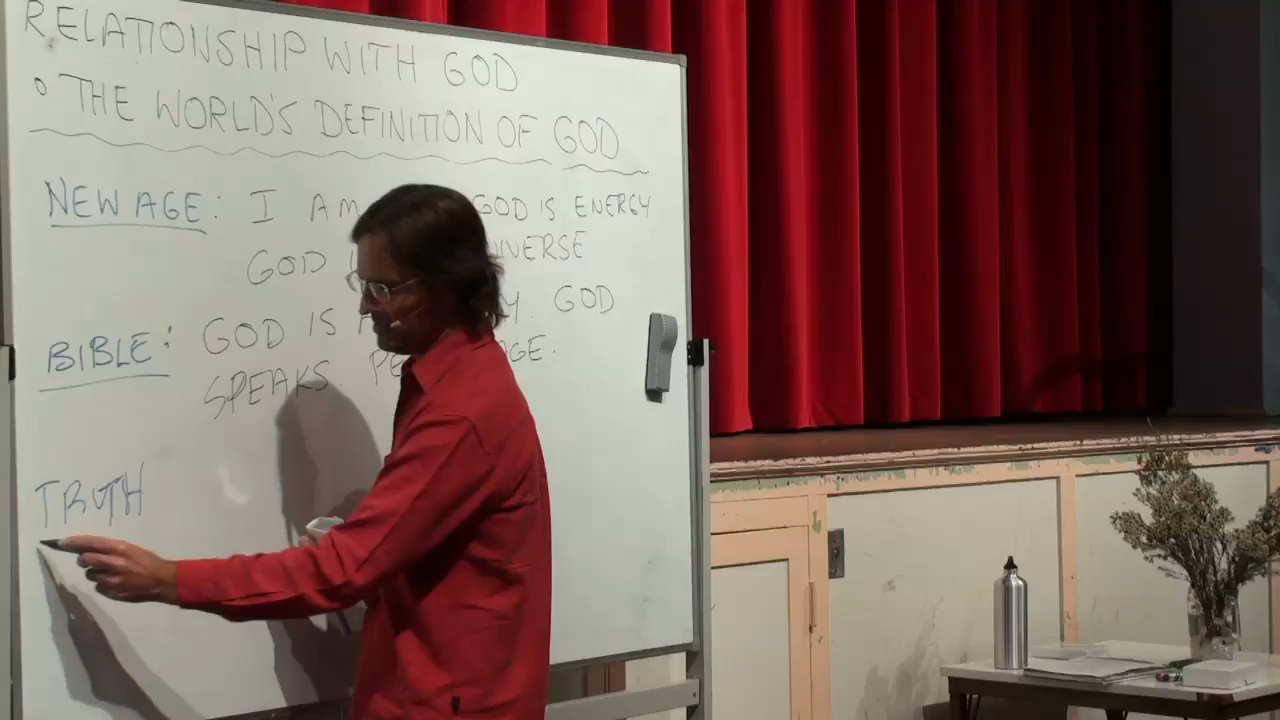 RELATIONSHIP WITH GOD
• THE WORLD'S DEFINITION OF GOD
NEW AGE: I AM GOD IS ENERGY
GOD
BIBLE: GOD IS GOD
SPEAKS
TRUTH